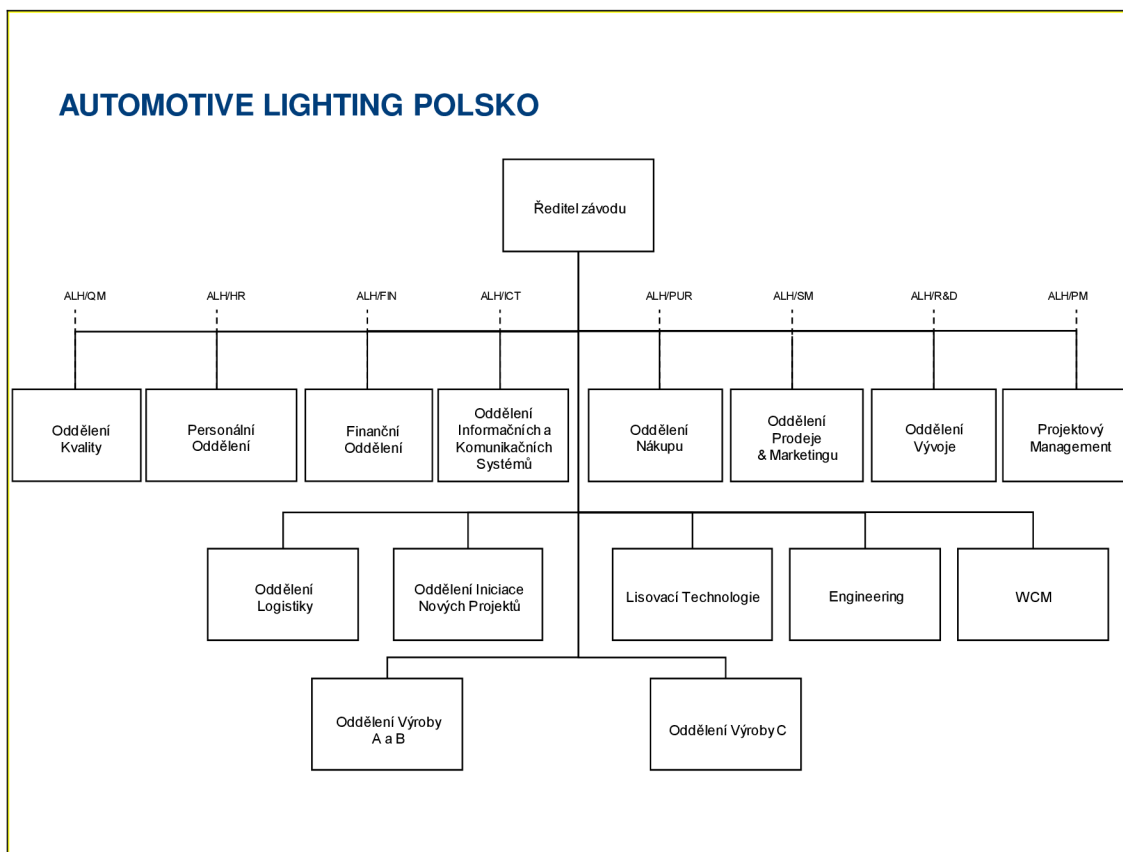 AUTOMOTIVE LIGHTING POLSKO
Ředitel závodu
ALH/QM
ALH/HR
ALH/FIN
ALH/ICT
ALH/PUR
ALH/SM
ALH/R&D
ALH/PM
Oddělení
Kvality
Personální
Oddělení
Finanční
Oddělení
Oddělení
Informačních a
Komunikačních
Systémů
Oddělení
Nákupu
Oddělení
Prodeje
& Marketingu
Oddělení
Vývoje
Projektový
Management
Oddělení
Logistiky
Oddělení Iniciace
Nových Projektů
Lisovací Technologie
Engineering
WCM
Oddělení Výroby
A a B
Oddělení Výroby C